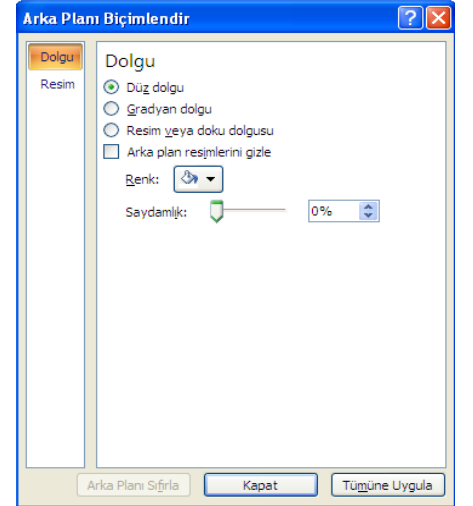 Arka Planı Biçimlendir
Dolgu
Resim
Dolgu
Düz dolgu
Gradyan dolgu
Resim veya doku dolgusu
Arka plan resimlerini gizle
Renk:
Saydamlık: 0%
Arka Planı Sıfırla Kapat Tümüne Uygula